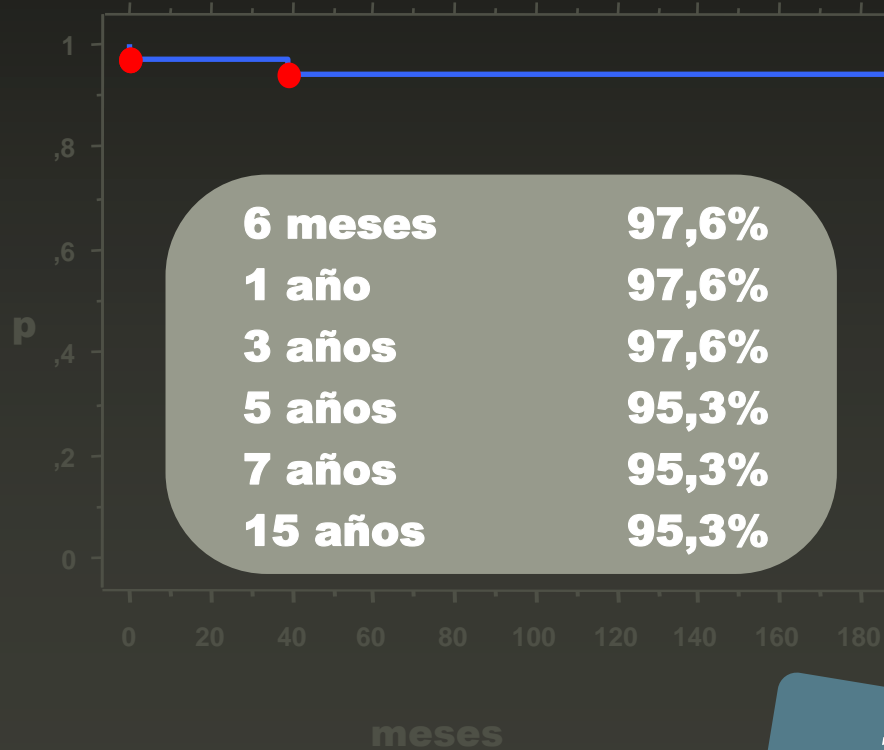 1
,8
,6
p
,4
,2
0
6 meses 97,6%
1 año 97,6%
3 años 97,6%
5 años 95,3%
7 años 95,3%
15 años 95,3%
0 20 40 60 80 100 120 140 160 180
meses